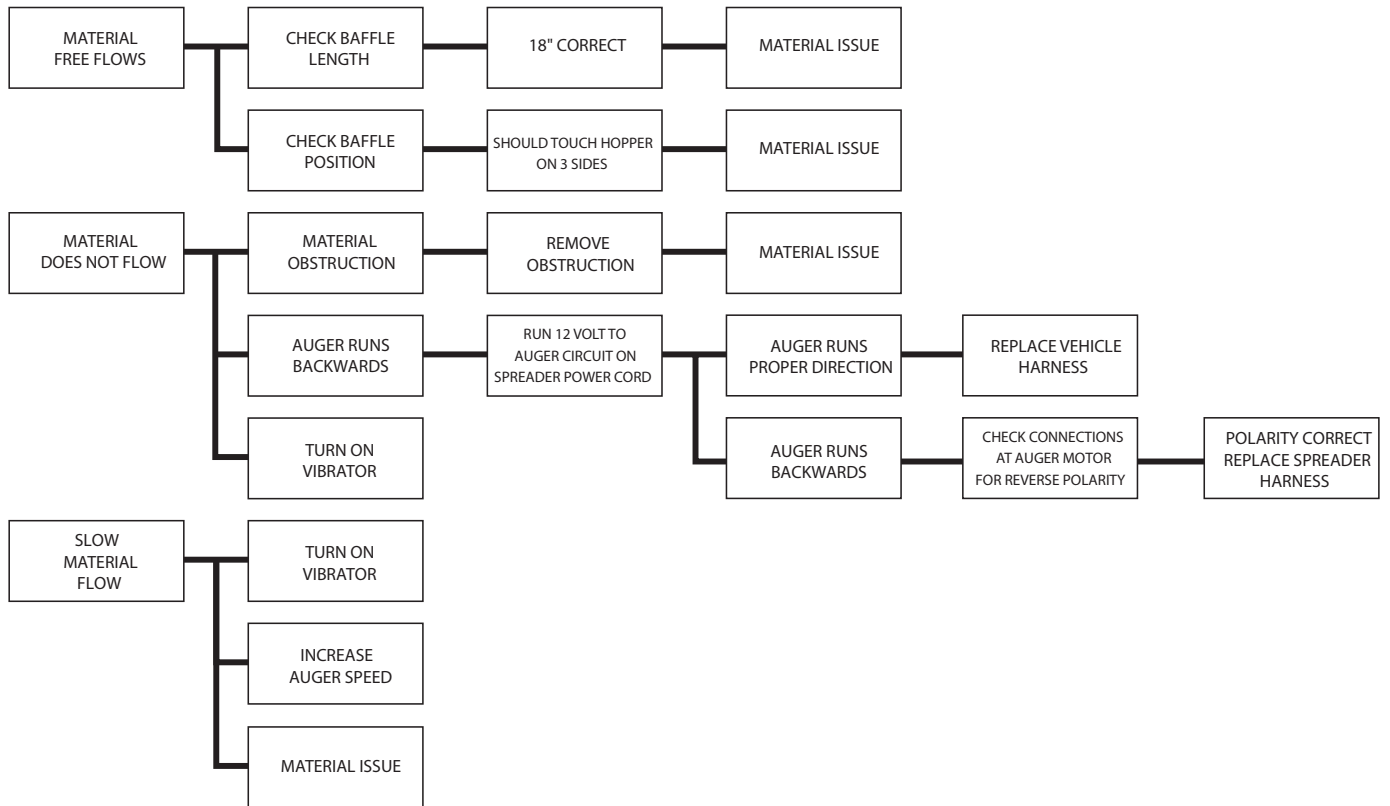 MATERIAL
FREE FLOWS
CHECK BAFFLE
LENGTH
18" CORRECT
MATERIAL ISSUE
CHECK BAFFLE
POSITION
SHOULD TOUCH HOPPER
ON 3 SIDES
MATERIAL ISSUE
MATERIAL
DOES NOT FLOW
MATERIAL
OBSTRUCTION
REMOVE
OBSTRUCTION
MATERIAL ISSUE
AUGER RUNS
BACKWARDS
RUN 12 VOLT TO
AUGER CIRCUIT ON
SPREADER POWER CORD
AUGER RUNS
PROPER DIRECTION
REPLACE VEHICLE
HARNESS
TURN ON
VIBRATOR
AUGER RUNS
BACKWARDS
CHECK CONNECTIONS
AT AUGER MOTOR
FOR REVERSE POLARITY
POLARITY CORRECT
REPLACE SPREADER
HARNESS
SLOW
MATERIAL
FLOW
TURN ON
VIBRATOR
INCREASE
AUGER SPEED
MATERIAL ISSUE